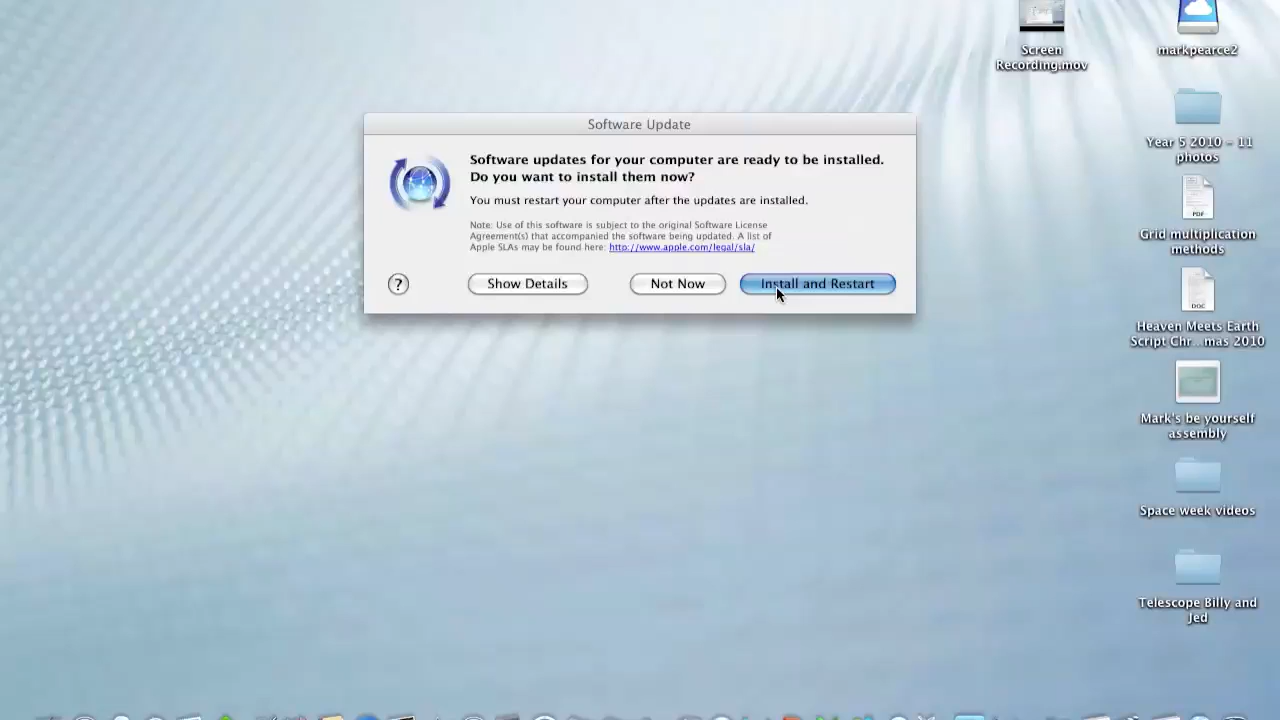 Screen
Recording.mov
markpearce2
Software Update
Year 5 2010 - 11
photos
Software updates for your computer are ready to be installed.
Do you want to install them now?
You must restart your computer after the updates are installed.
PDF
Note: Use of this software is subject to the original Software License
Agreement(s) that accompanied the software being updated. A list of
Apple SLAs may be found here: http://www.apple.com/legal/sla/
Grid multiplication
methods
? Show Details Not Now Install and Restart
DOC
Heaven Meets Earth
Script Chr...mas 2010
Mark's be yourself
assembly
Space week videos
Telescope Billy and
Jed